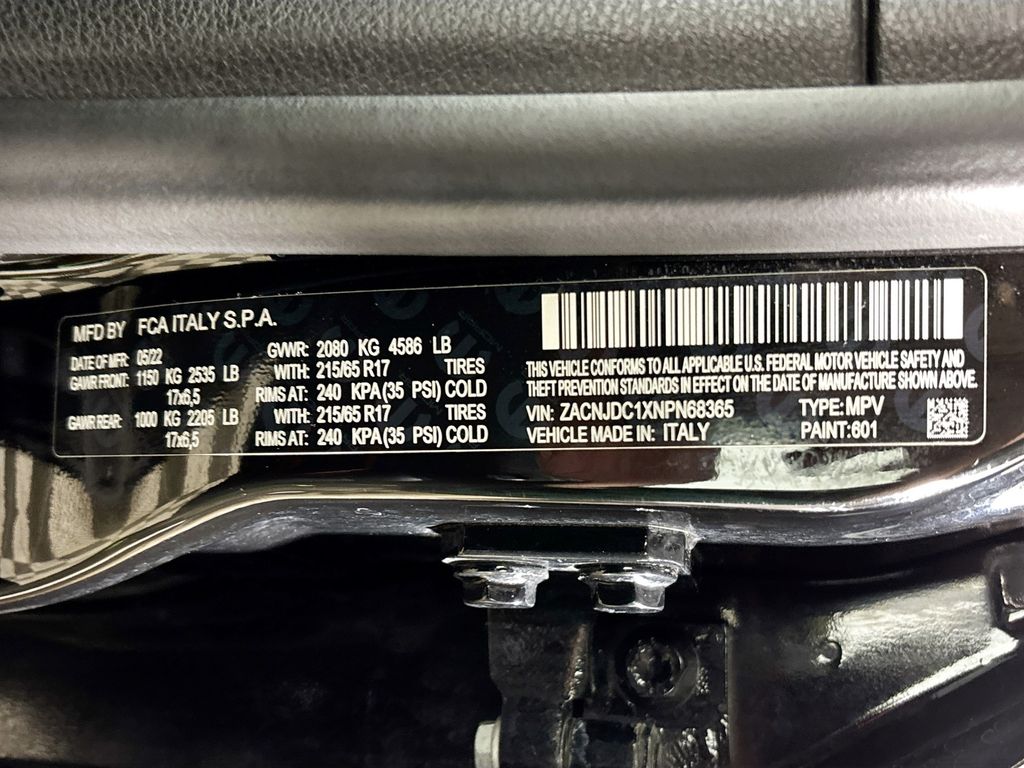 MFD BY FCA ITALY S.P.A.
DATE OF MFR: 05/22 GVWR: 2080 KG 4586 LB
GAWR FRONT: 1150 KG 2535 LB WITH: 215/65 R17 TIRES
17x6,5 RIMS AT: 240 KPA(35 PSI) COLD
GAWR REAR: 1000 KG 2205 LB WITH: 215/65 R17 TIRES
17x6,5 RIMS AT: 240 KPA(35 PSI) COLD
THIS VEHICLE CONFORMS TO ALL APPLICABLE U.S. FEDERAL MOTOR VEHICLE SAFETY AND
THEFT PREVENTION STANDARDS IN EFFECT ON THE DATE OF MANUFACTURE SHOWN ABOVE.
VIN: ZACNJDC1XNPN68365 TYPE: MPV
VEHICLE MADE IN: ITALY PAINT:601